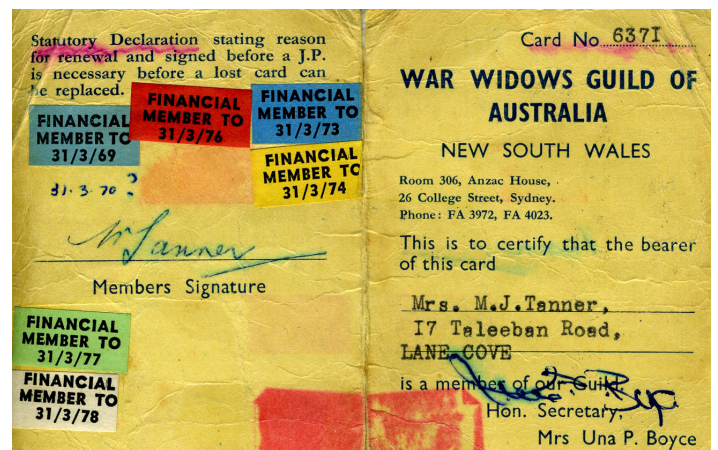 Statutory Declaration stating reason
for renewal and signed before a J.P.
is necessary before a lost card can
be replaced.
FINANCIAL
MEMBER TO
31/3/69
FINANCIAL
MEMBER TO
31/3/76
FINANCIAL
MEMBER TO
31/3/73
FINANCIAL
MEMBER TO
31/3/74
31.3.70 ?
M Tanner
Members Signature
FINANCIAL
MEMBER TO
31/3/77
FINANCIAL
MEMBER TO
31/3/78
Card No 637I
WAR WIDOWS GUILD OF
AUSTRALIA
NEW SOUTH WALES
Room 306, Anzac House,
26 College Street, Sydney.
Phone: FA 3972, FA 4023.
This is to certify that the bearer
of this card
Mrs. M.J.Tanner,
I7 Taleeban Road,
LANE COVE
is a member of our Guild
Hon. Secretary,
Mrs Una P. Boyce